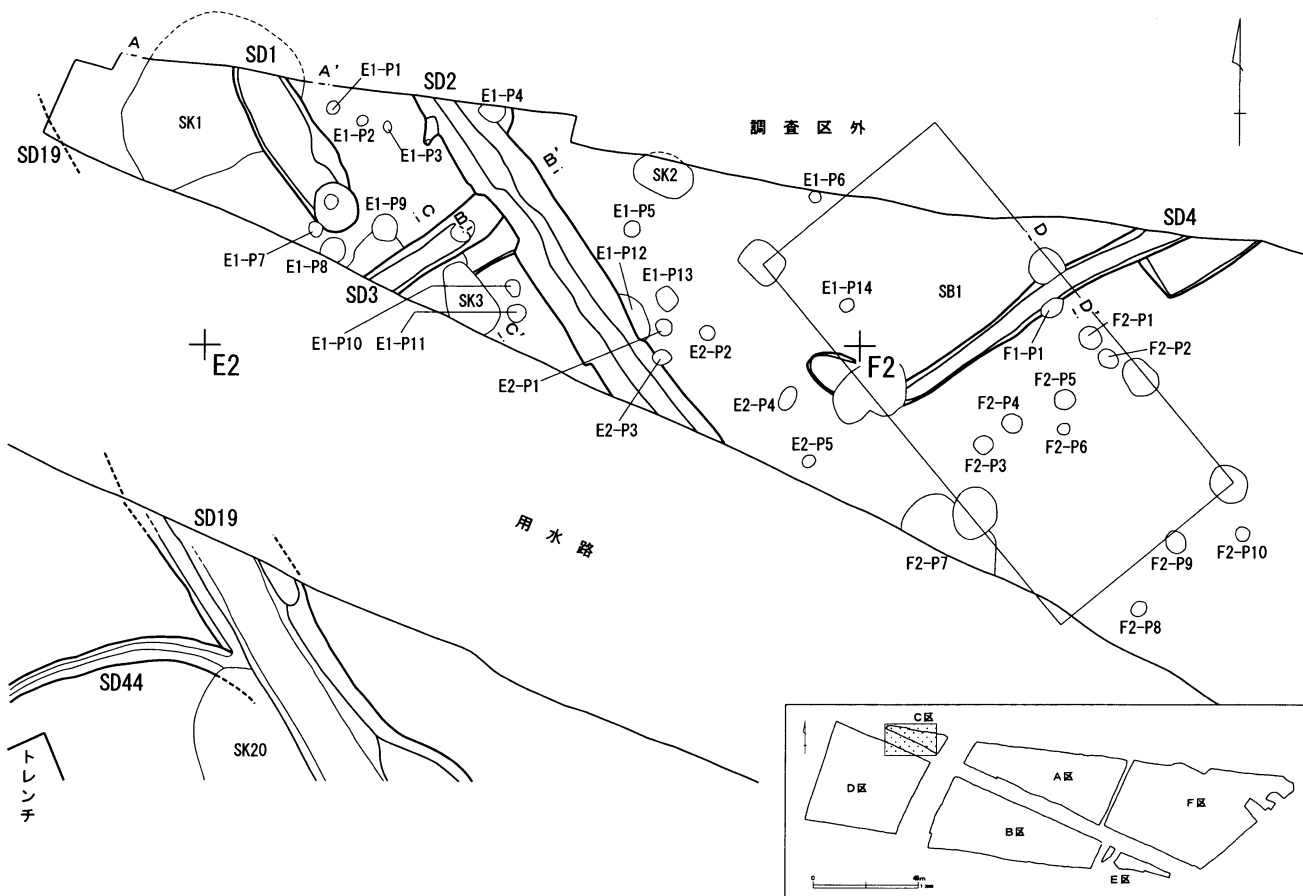 A
SD1
A'
E1-P1
SD2
E1-P4
SK1
E1-P2
E1-P3
調査区外
SD19
B'
SK2
E1-P6
E1-P9
C
B
E1-P5
D
SD4
E1-P7
E1-P8
E1-P12
E1-P13
SD3
SK3
E1-P14
SB1
D'
E1-P10
E1-P11
C'
F2-P1
E2
E2-P2
F2
F1-P1
F2-P2
E2-P1
F2-P5
E2-P4
F2-P4
E2-P3
F2-P6
E2-P5
F2-P3
SD19
用水路
F2-P7
F2-P9
F2-P10
F2-P8
SD44
SK20
トレンチ
C区
A区
D区
F区
B区
E区
0